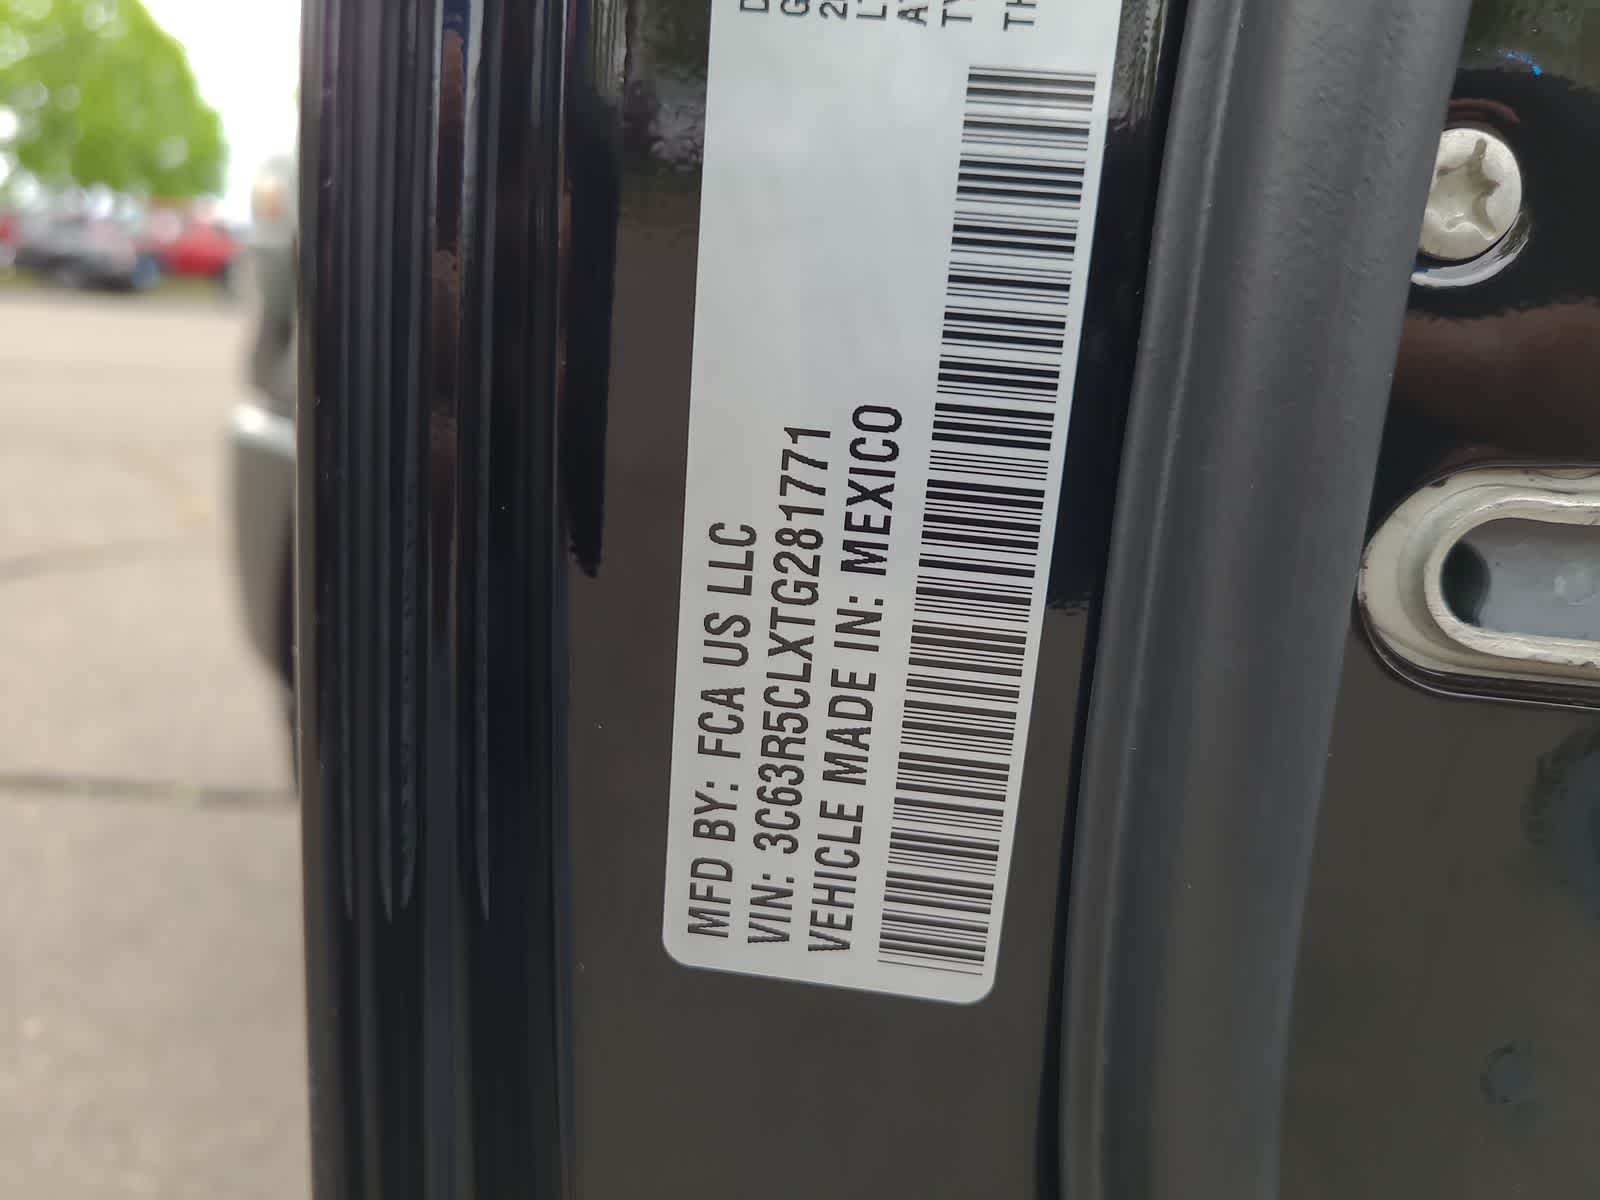 MFD BY: FCA US LLC
VIN: 3C63R5CLXTG281771
VEHICLE MADE IN: MEXICO